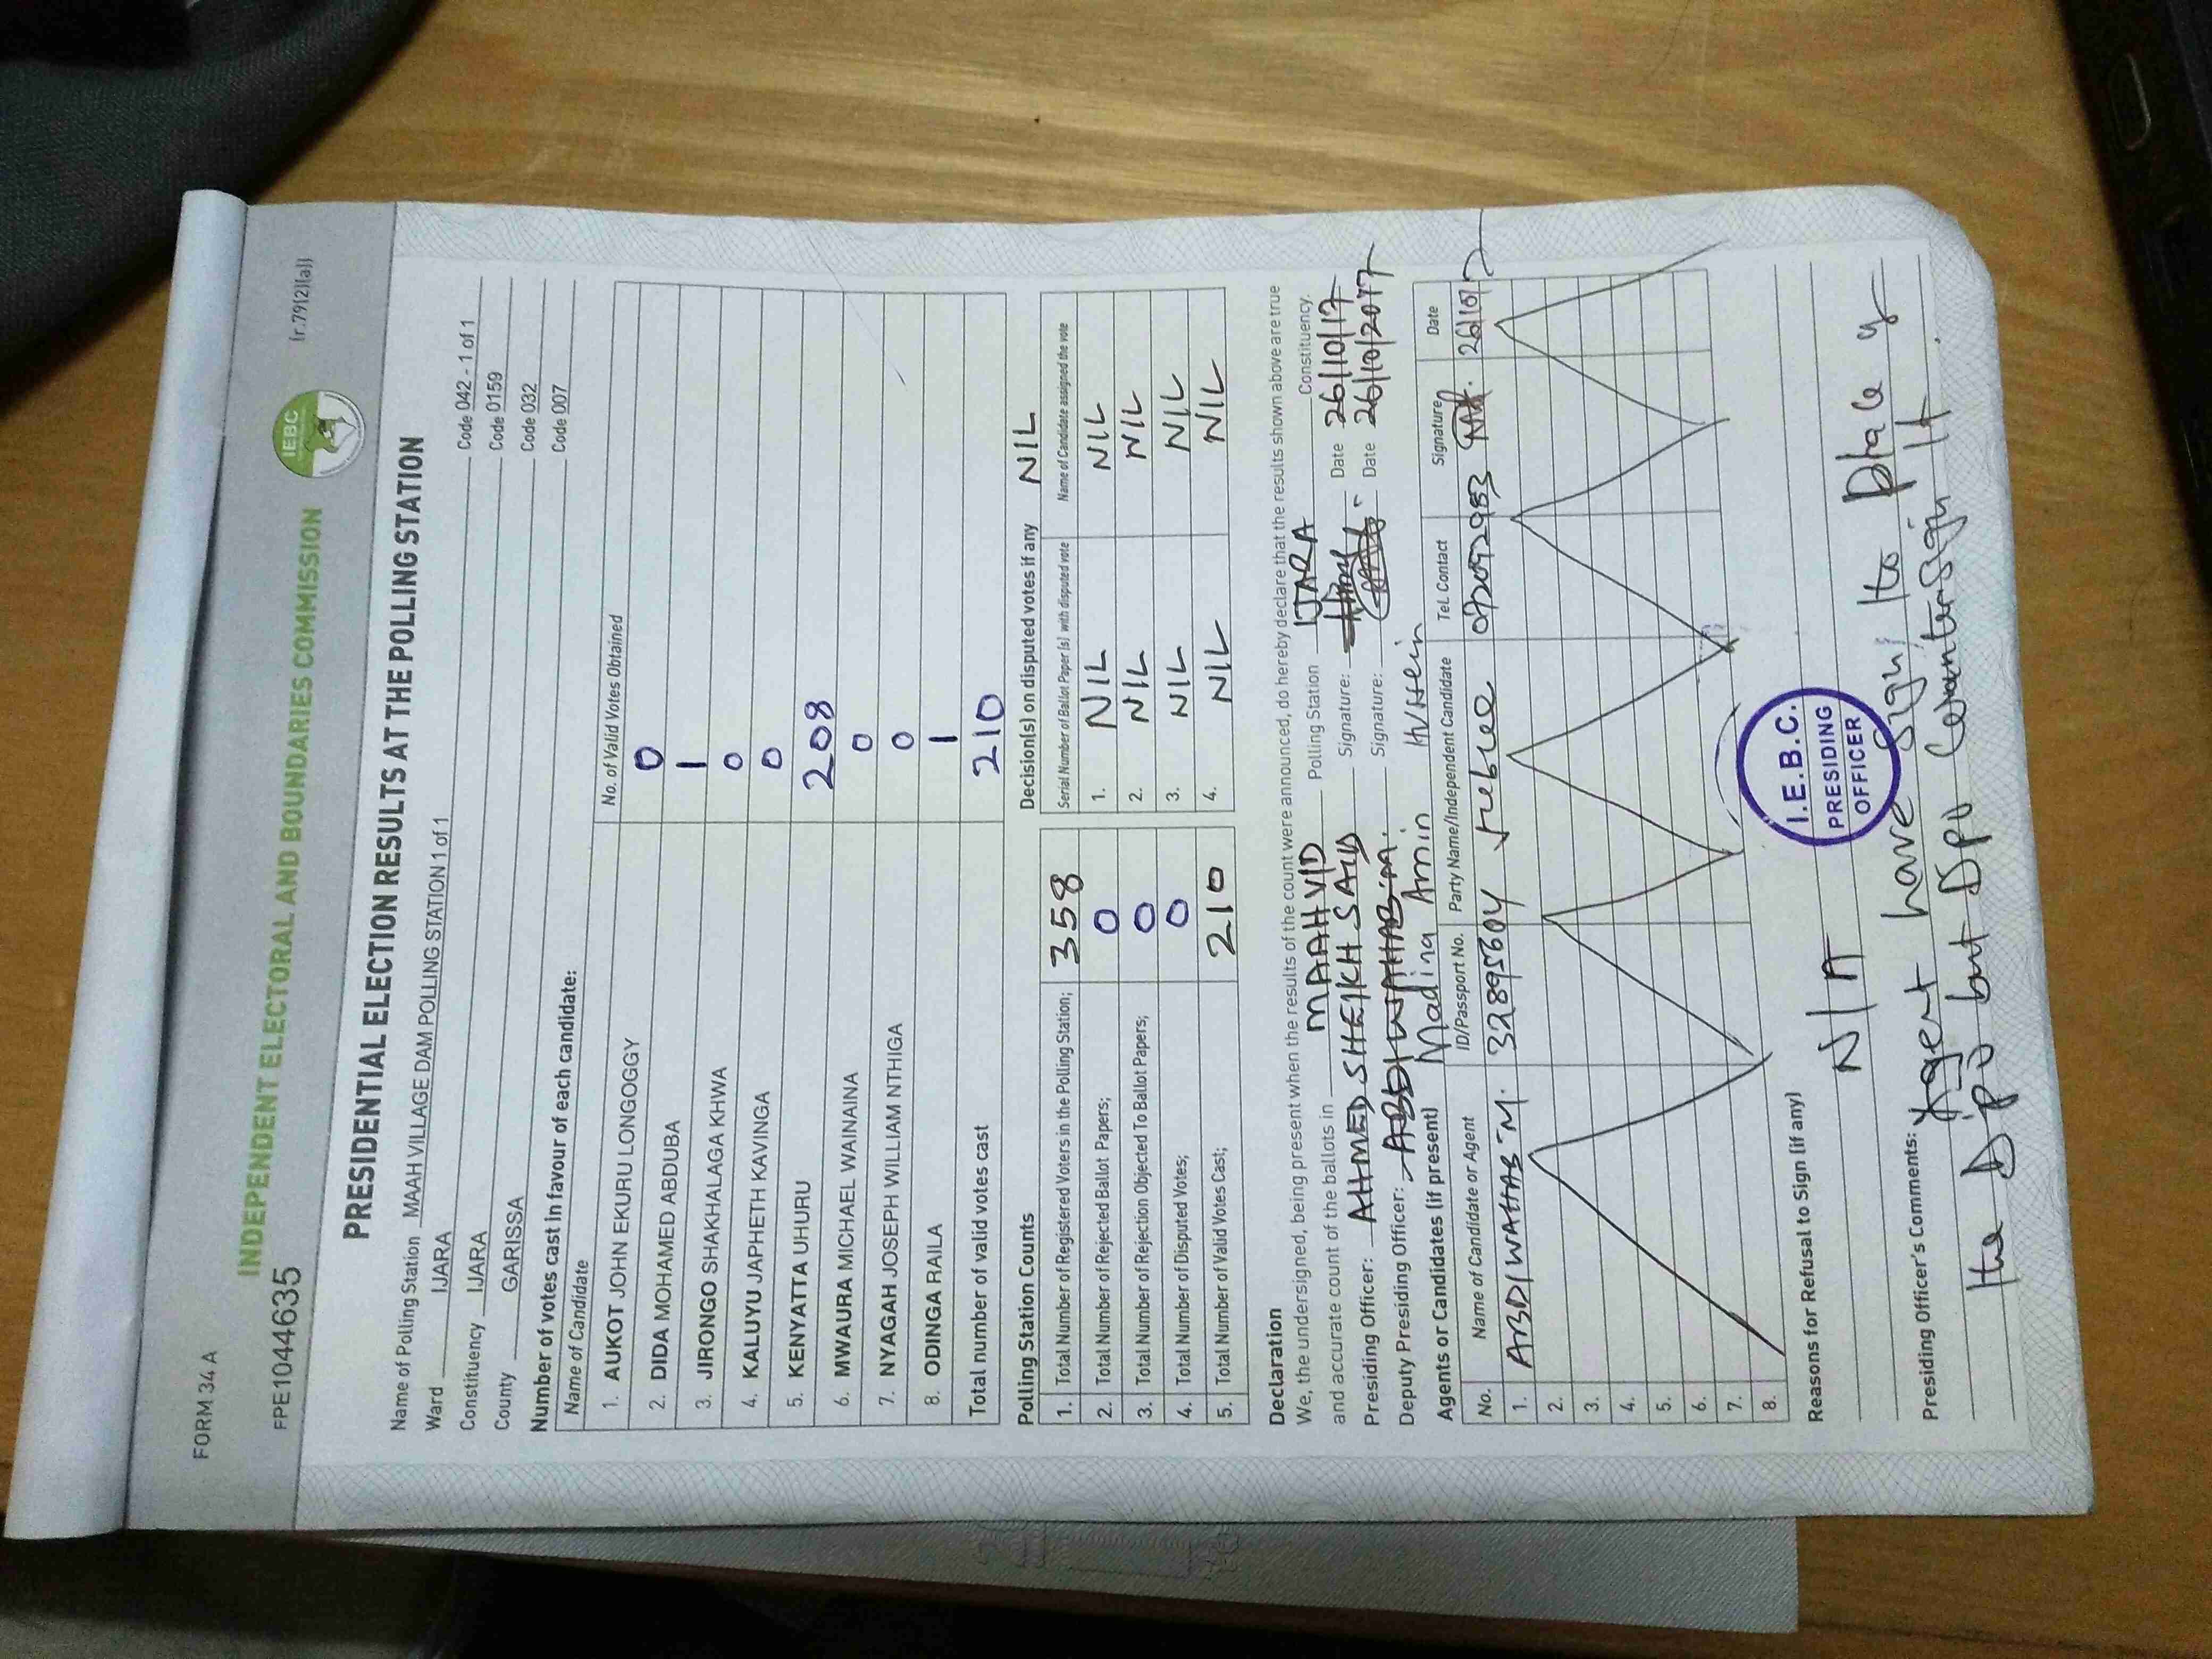 FORM 34 A
(r.79(2)(a))
FPE1044635
IEBC
INDEPENDENT ELECTORAL AND BOUNDARIES COMMISSION
PRESIDENTIAL ELECTION RESULTS AT THE POLLING STATION
Name of Polling Station MAAH VILLAGE DAM POLLING STATION 1 of 1 Code 042 - 1 of 1
Ward IJARA Code 0159
Constituency IJARA Code 032
County GARISSA Code 007
Number of votes cast in favour of each candidate:
Name of Candidate No. of Valid Votes Obtained
1. AUKOT JOHN EKURU LONGOGGY 0
2. DIDA MOHAMED ABDUBA 1
3. JIRONGO SHAKHALAGA KHWA 0
4. KALUYU JAPHETH KAVINGA 0
5. KENYATTA UHURU 208
6. MWAURA MICHAEL WAINAINA 0
7. NYAGAH JOSEPH WILLIAM NTHIGA 0
8. ODINGA RAILA 1
Total number of valid votes cast 210
Polling Station Counts
1. Total Number of Registered Voters in the Polling Station; 358
2. Total Number of Rejected Ballot Papers; 0
3. Total Number of Rejection Objected To Ballot Papers; 0
4. Total Number of Disputed Votes; 0
5. Total Number of Valid Votes Cast; 210
Decision(s) on disputed votes if any NIL
Serial Number of Ballot Paper (s) with disputed vote Name of Candidate assigned the vote
1. NIL NIL
2. NIL NIL
3. NIL NIL
4. NIL NIL
Declaration
We, the undersigned, being present when the results of the count were announced, do hereby declare that the results shown above are true
and accurate count of the ballots in MAAH VID Polling Station IJARA Constituency.
Presiding Officer: AHMED SHEIKH SAID Signature: Date 26/10/17
Deputy Presiding Officer: ABDIWAHAB Signature: Date 26/10/2017
Madina Amin Hussein
Agents or Candidates (if present)
No. Name of Candidate or Agent ID/Passport No. Party Name/Independent Candidate Tel. Contact Signature Date
1. ABDIWAHAB M. 32895604 Jubilee 26/10/17
2.
3.
4.
5.
6.
7.
8.
I.E.B.C.
PRESIDING
OFFICER
Reasons for Refusal to Sign (if any)
N/A
Presiding Officer's Comments: Agent have sign the place of
the Dpo but Dpo countersign it.